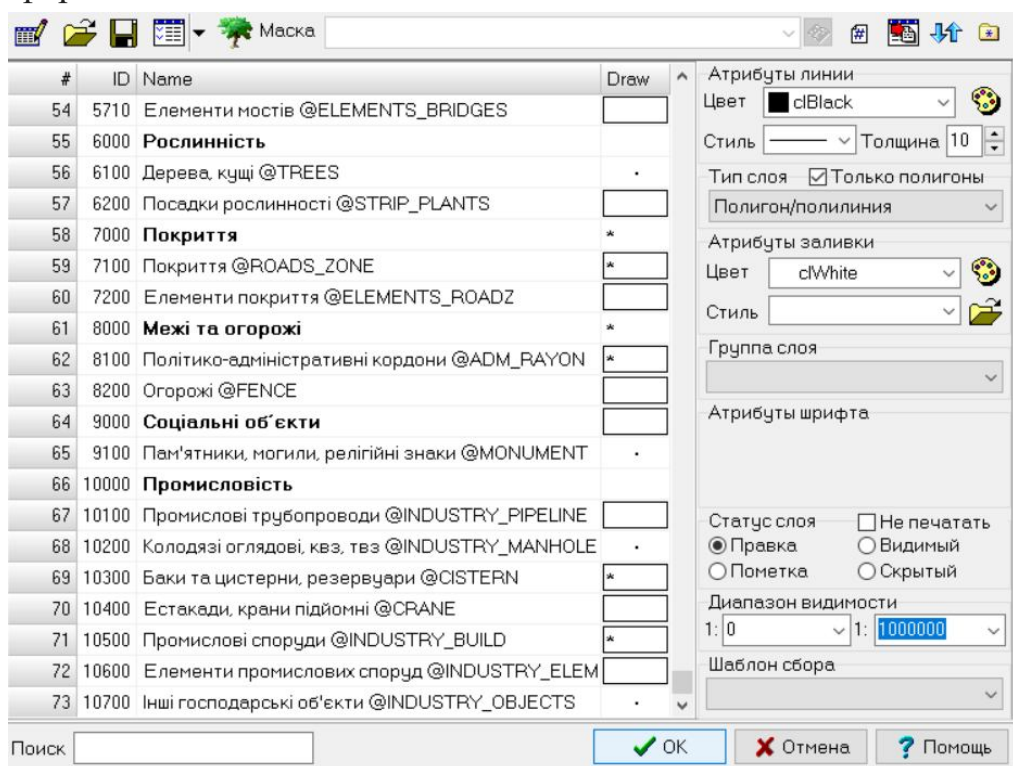 Маска
# ID Name Draw
54 5710 Елементи мостів @ELEMENTS_BRIDGES
55 6000 Рослинність
56 6100 Дерева, кущі @TREES
57 6200 Посадки рослинності @STRIP_PLANTS
58 7000 Покриття *
59 7100 Покриття @ROADS_ZONE *
60 7200 Елементи покриття @ELEMENTS_ROADZ
61 8000 Межі та огорожі *
62 8100 Політико-адміністративні кордони @ADM_RAYON *
63 8200 Огорожі @FENCE
64 9000 Соціальні об´єкти
65 9100 Пам'ятники, могили, релігійні знаки @MONUMENT
66 10000 Промисловість
67 10100 Промислові трубопроводи @INDUSTRY_PIPELINE
68 10200 Колодязі оглядові, квз, твз @INDUSTRY_MANHOLE
69 10300 Баки та цистерни, резервуари @CISTERN *
70 10400 Естакади, крани підйомні @CRANE
71 10500 Промислові споруди @INDUSTRY_BUILD *
72 10600 Елементи промислових споруд @INDUSTRY_ELEM
73 10700 Інші господарські об'єкти @INDUSTRY_OBJECTS
Атрибуты линии
Цвет clBlack
Стиль Толщина 10
Тип слоя Только полигоны
Полигон/полилиния
Атрибуты заливки
Цвет clWhite
Стиль
Группа слоя
Атрибуты шрифта
Статус слоя Не печатать
Правка Видимый
Пометка Скрытый
Диапазон видимости
1: 0 1: 1000000
Шаблон сбора
Поиск OK Отмена Помощь